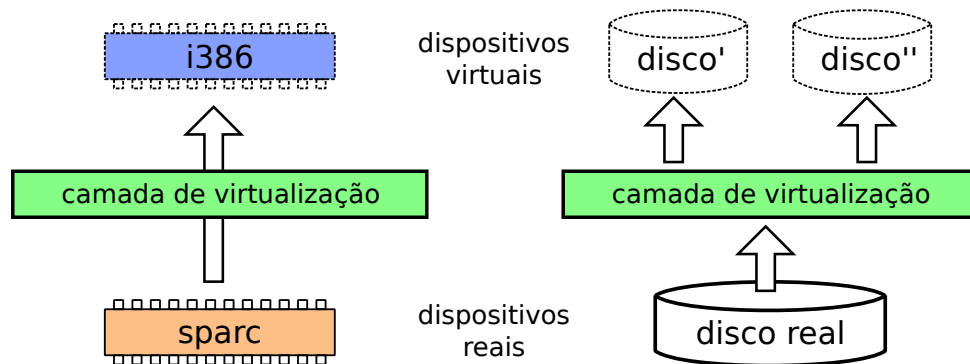 i386
dispositivos
virtuais
disco'
disco''
camada de virtualização
camada de virtualização
sparc
dispositivos
reais
disco real